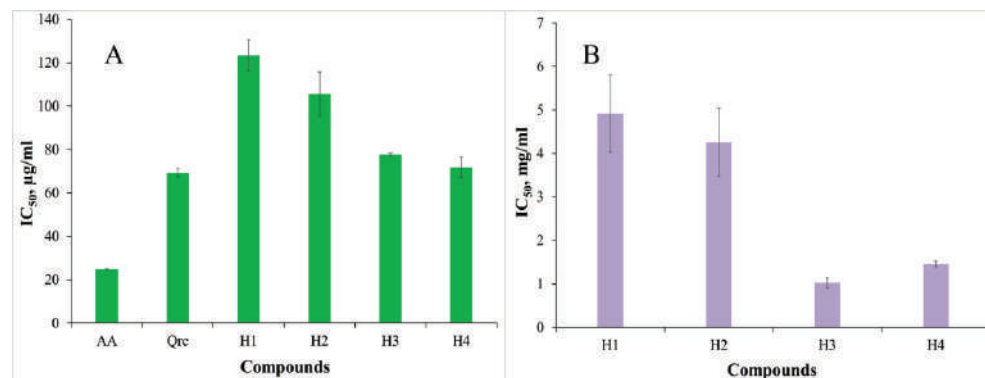 A
IC50, µg/ml
140
120
100
80
60
40
20
0
AA Qrc H1 H2 H3 H4
Compounds
B
IC50, mg/ml
7
6
5
4
3
2
1
0
H1 H2 H3 H4
Compounds